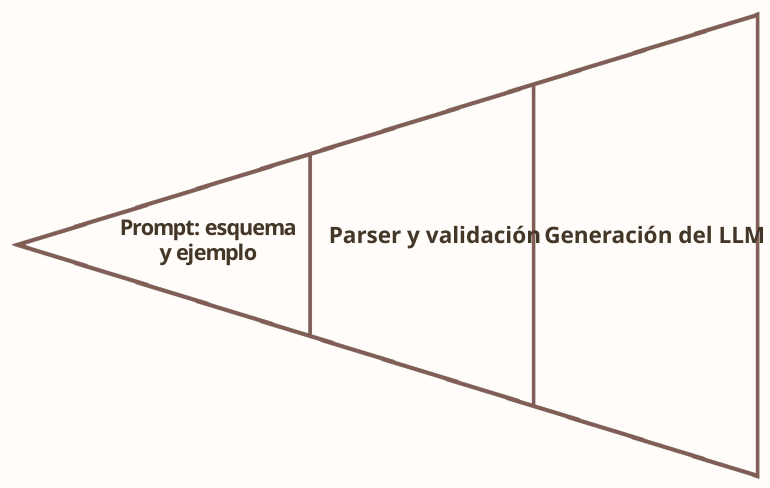 Prompt: esquema
y ejemplo
Parser y validación
Generación del LLM